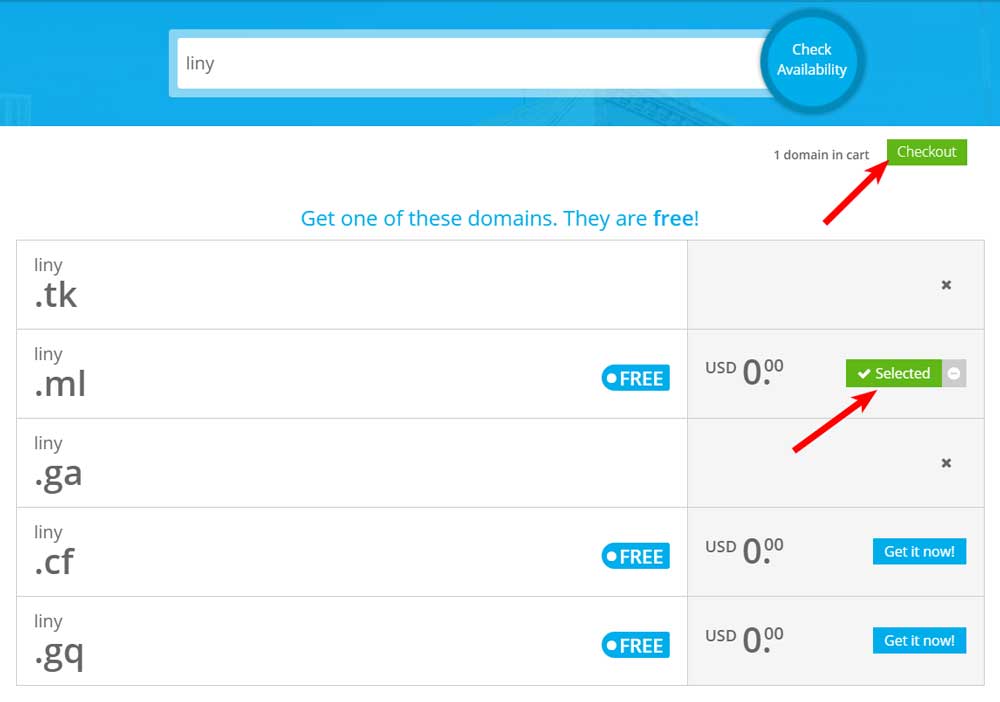 liny
Check
Availability
1 domain in cart
Checkout
Get one of these domains. They are free!
liny
.tk
liny
.ml
FREE
USD 0.00
Selected
liny
.ga
liny
.cf
FREE
USD 0.00
Get it now!
liny
.gq
FREE
USD 0.00
Get it now!